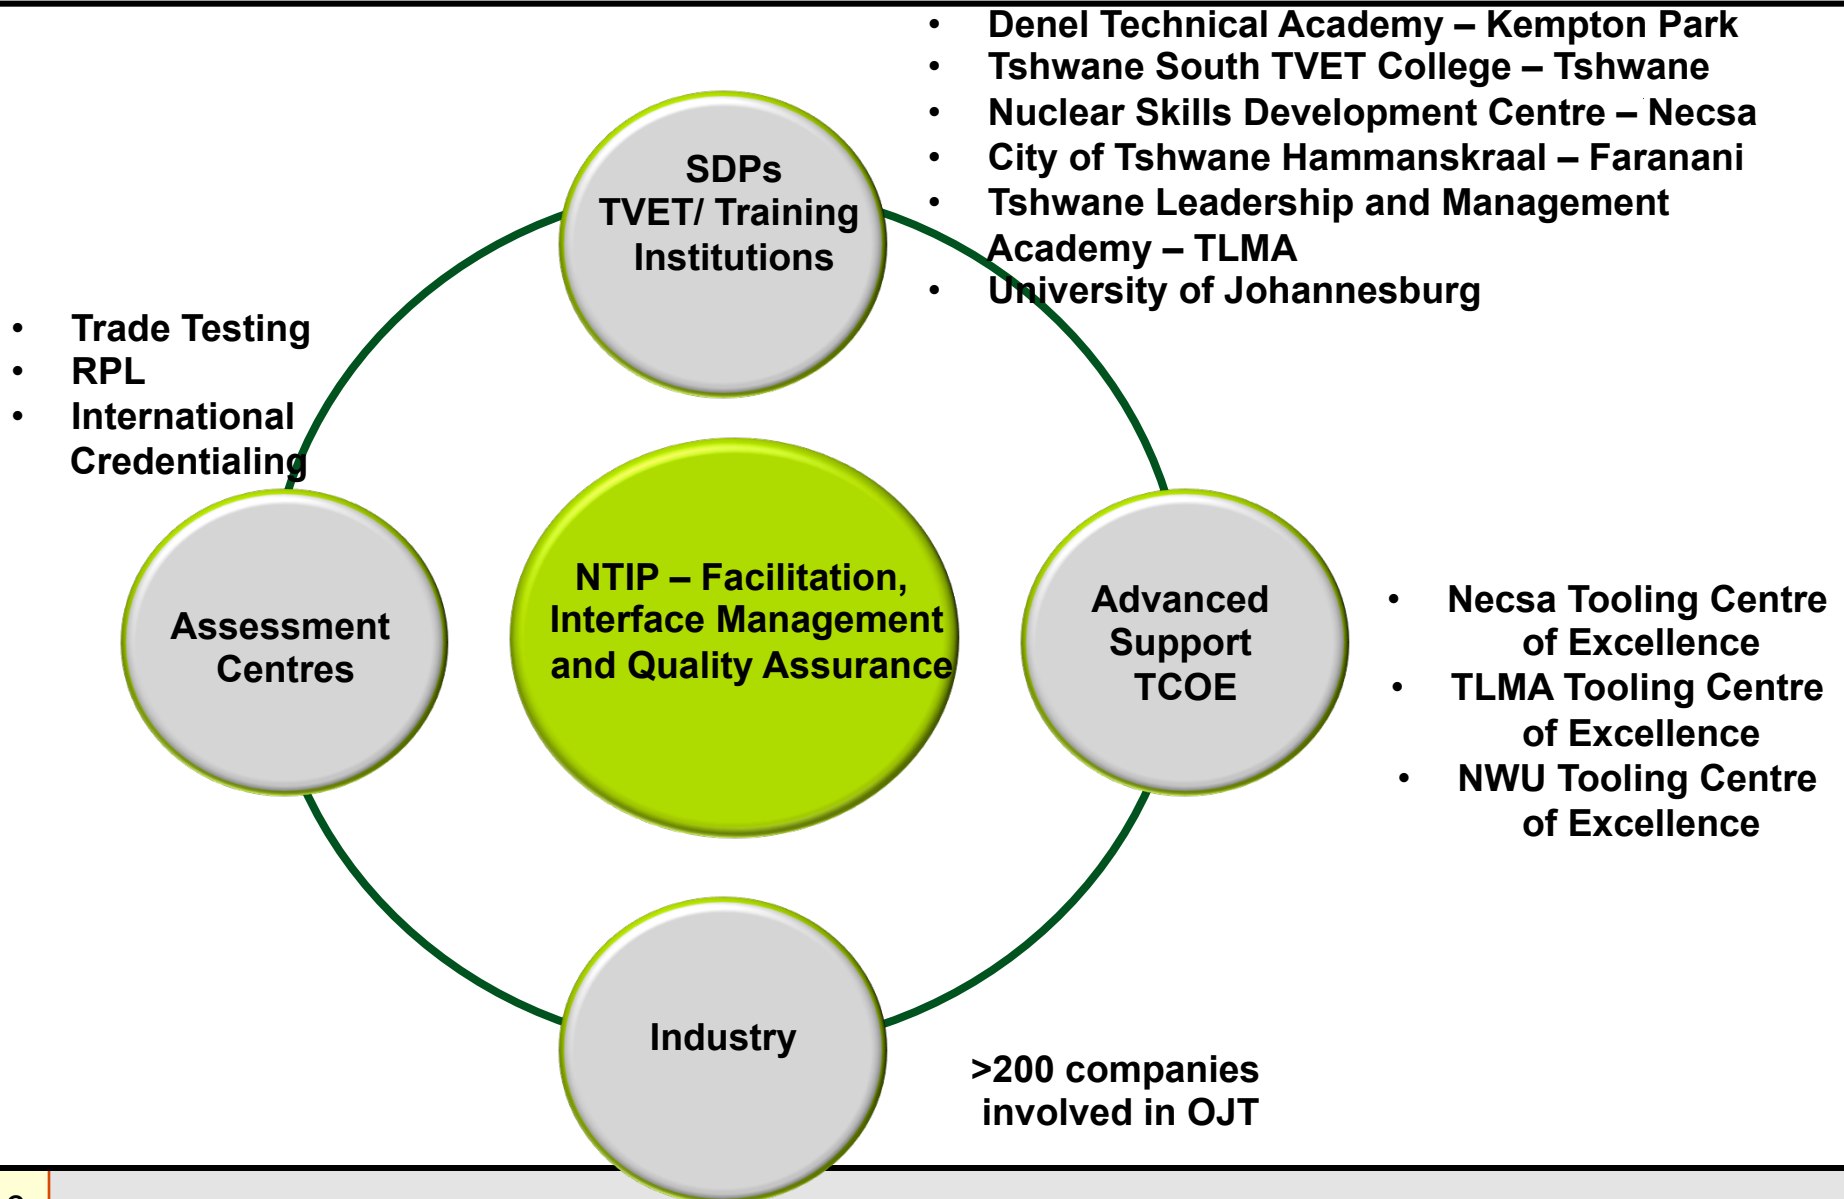 • Denel Technical Academy – Kempton Park
• Tshwane South TVET College – Tshwane
• Nuclear Skills Development Centre – Necsa
• City of Tshwane Hammanskraal – Faranani
• Tshwane Leadership and Management
Academy – TLMA
• University of Johannesburg
SDPs
TVET/ Training
Institutions
• Trade Testing
• RPL
• International
Credentialing
NTIP – Facilitation,
Interface Management
and Quality Assurance
Assessment
Centres
Advanced
Support
TCOE
• Necsa Tooling Centre
of Excellence
• TLMA Tooling Centre
of Excellence
• NWU Tooling Centre
of Excellence
Industry
>200 companies
involved in OJT